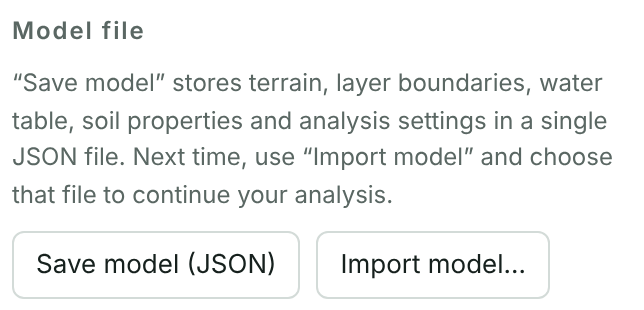 Model file
“Save model” stores terrain, layer boundaries, water
table, soil properties and analysis settings in a single
JSON file. Next time, use “Import model” and choose
that file to continue your analysis.
Save model (JSON)
Import model...